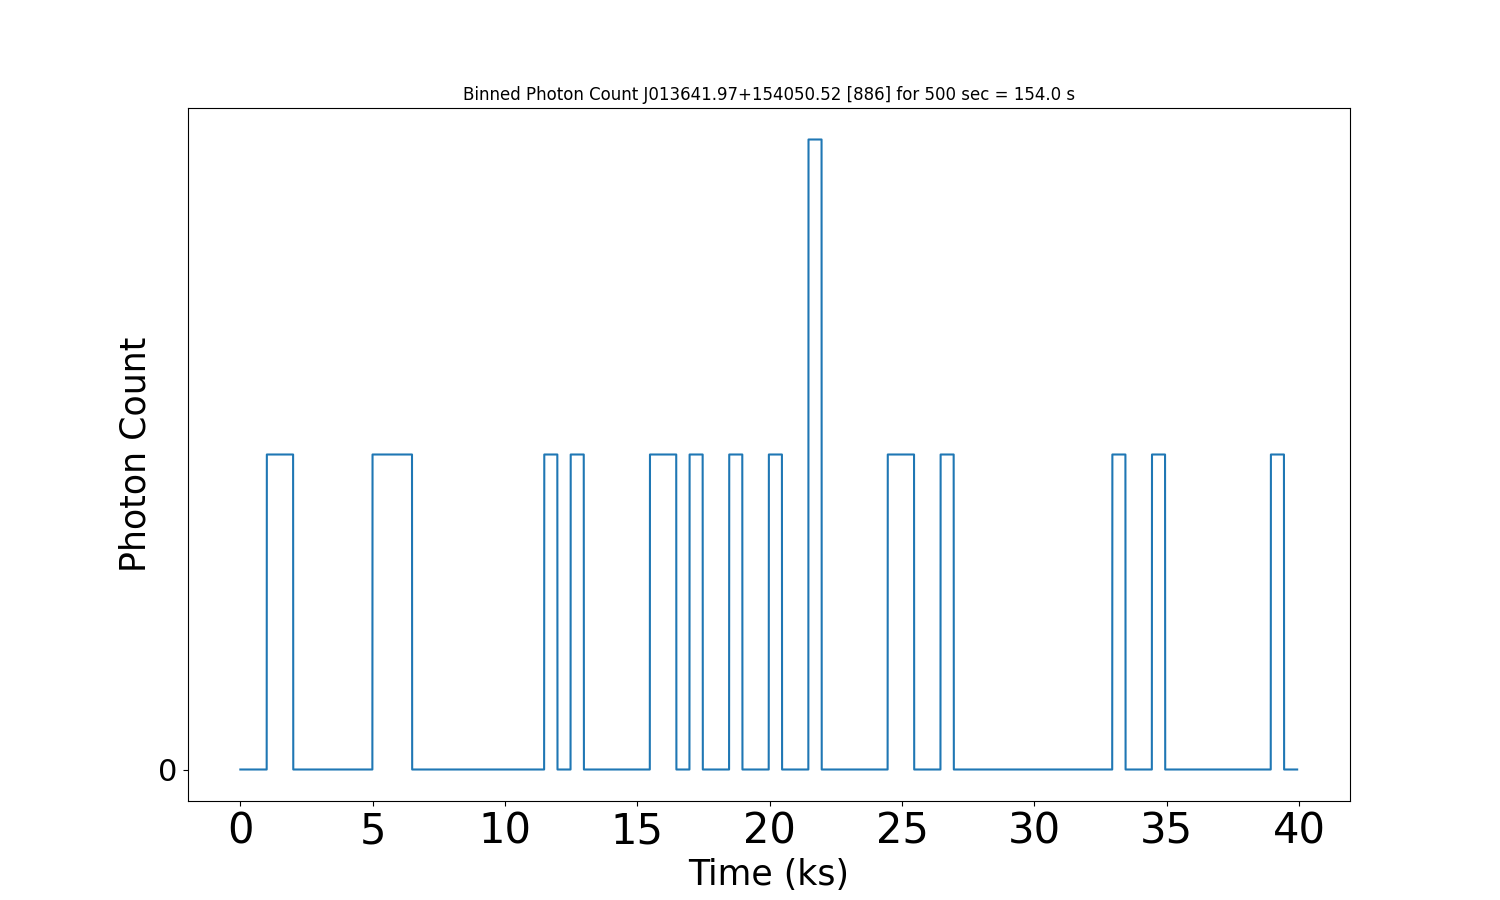 Binned Photon Count J013641.97+154050.52 [886] for 500 sec = 154.0 s
Photon Count
0
0 5 10 15 20 25 30 35 40
Time (ks)